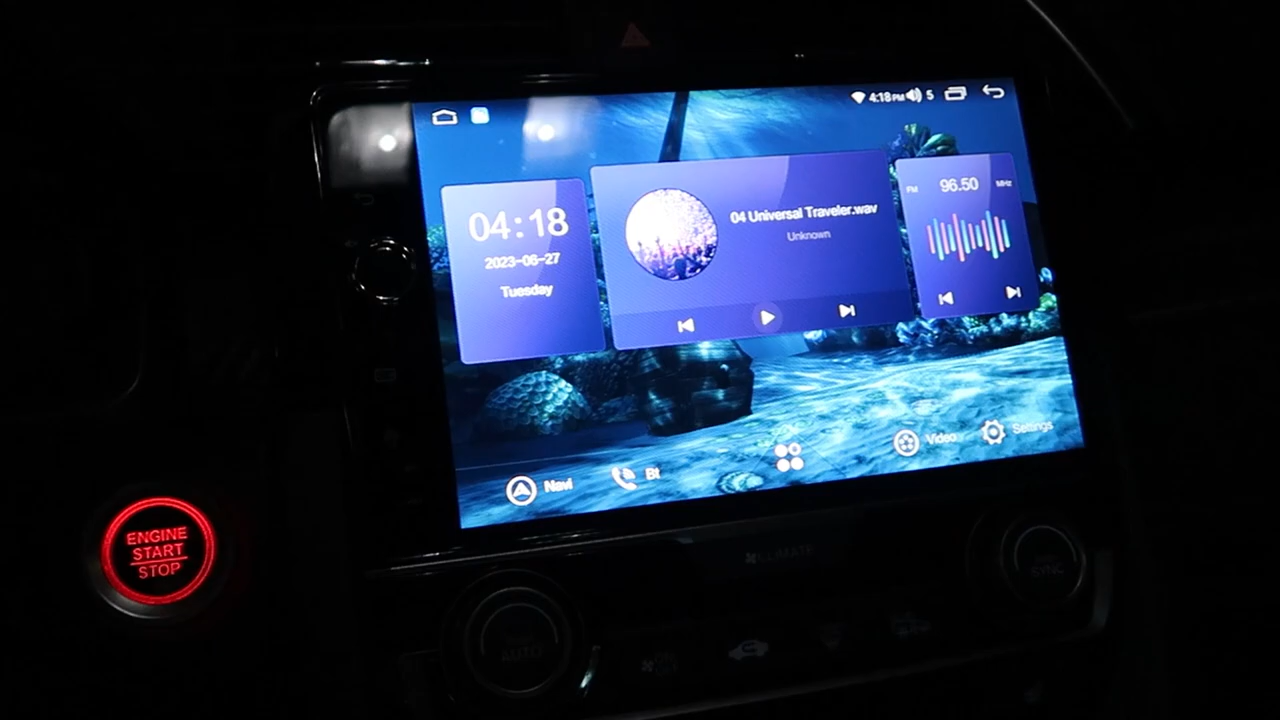 4:18 PM 5
04:18
2023-06-27
Tuesday
04 Universal Traveler.wav
Unknown
FM 96.50 MHz
Navi
Bt
Video
Settings
ENGINE
START
STOP
CLIMATE
AUTO
SYNC